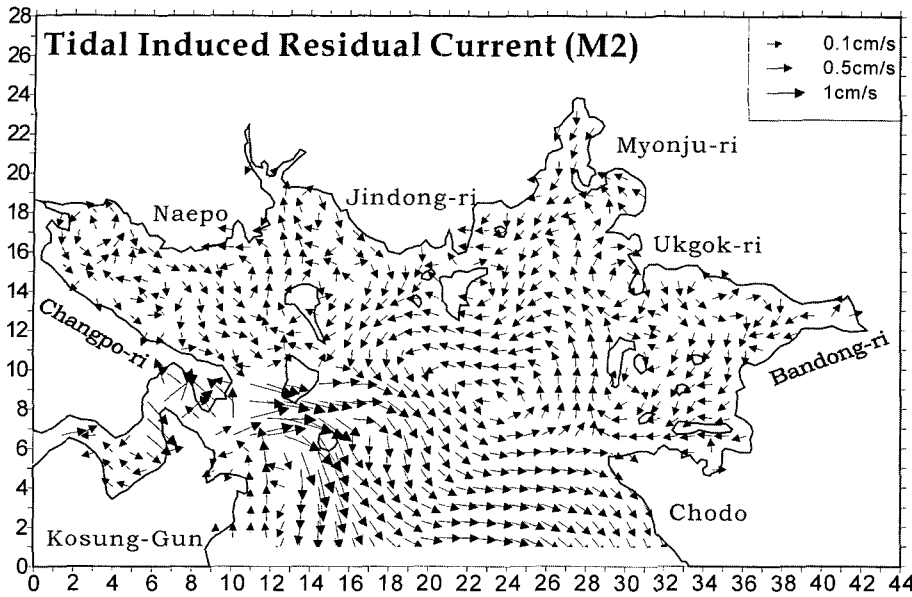 Tidal Induced Residual Current (M2)
0.1cm/s
0.5cm/s
1cm/s
Myonju-ri
Naepo
Jindong-ri
Ukgok-ri
Changpo-ri
Bandong-ri
Kosung-Gun
Chodo
28
26
24
22
20
18
16
14
12
10
8
6
4
2
0
0 2 4 6 8 10 12 14 16 18 20 22 24 26 28 30 32 34 36 38 40 42 44